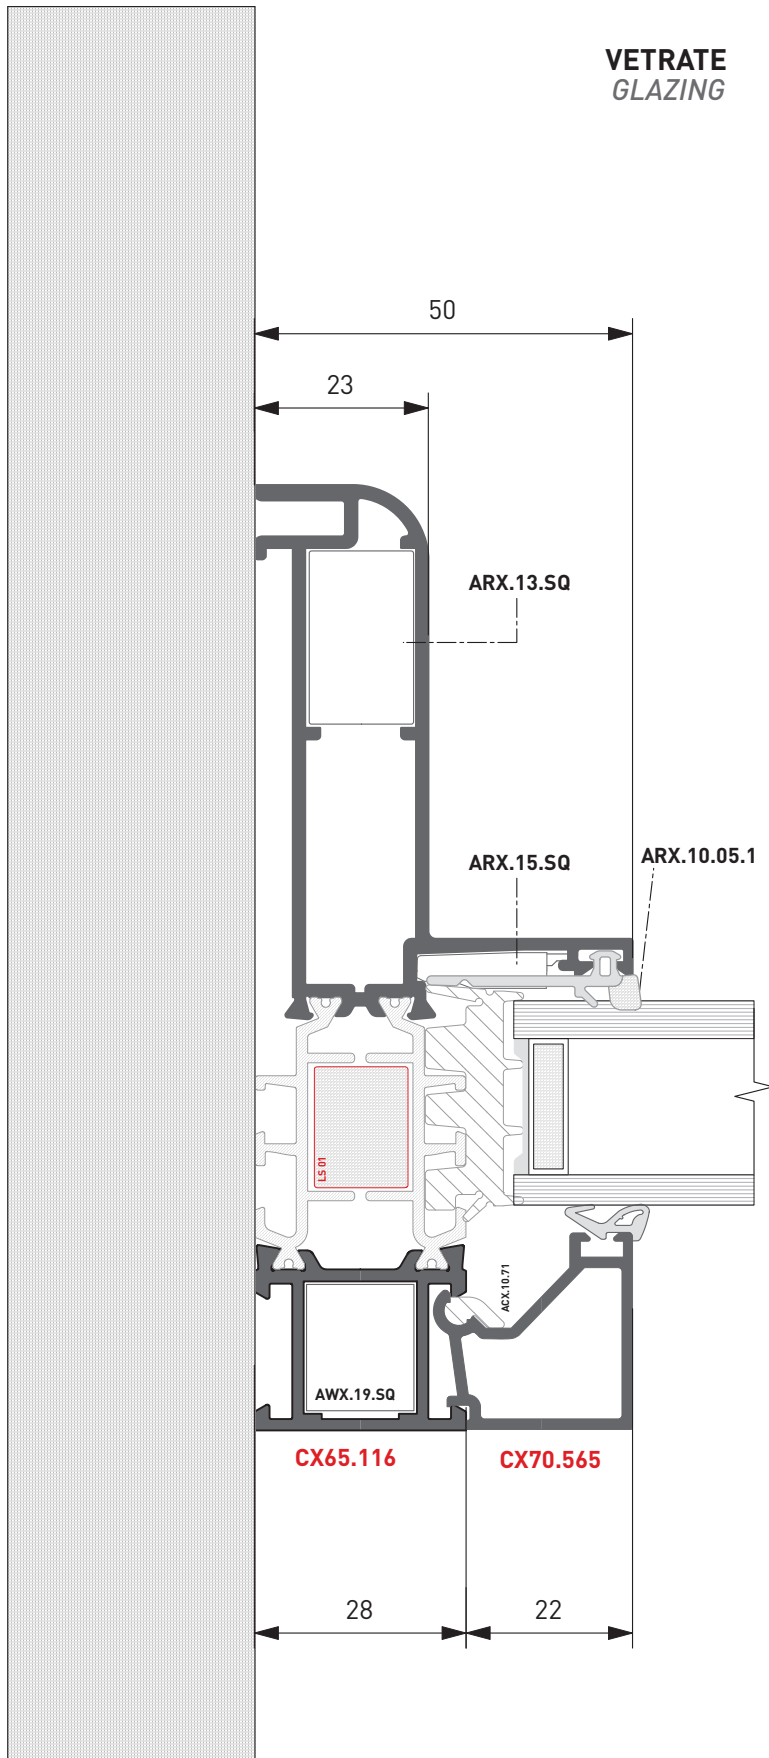 VETRATE
GLAZING
50
23
ARX.13.SQ
ARX.15.SQ
ARX.10.05.1
LS 01
ACX.10.71
AWX.19.SQ
CX65.116
CX70.565
28
22